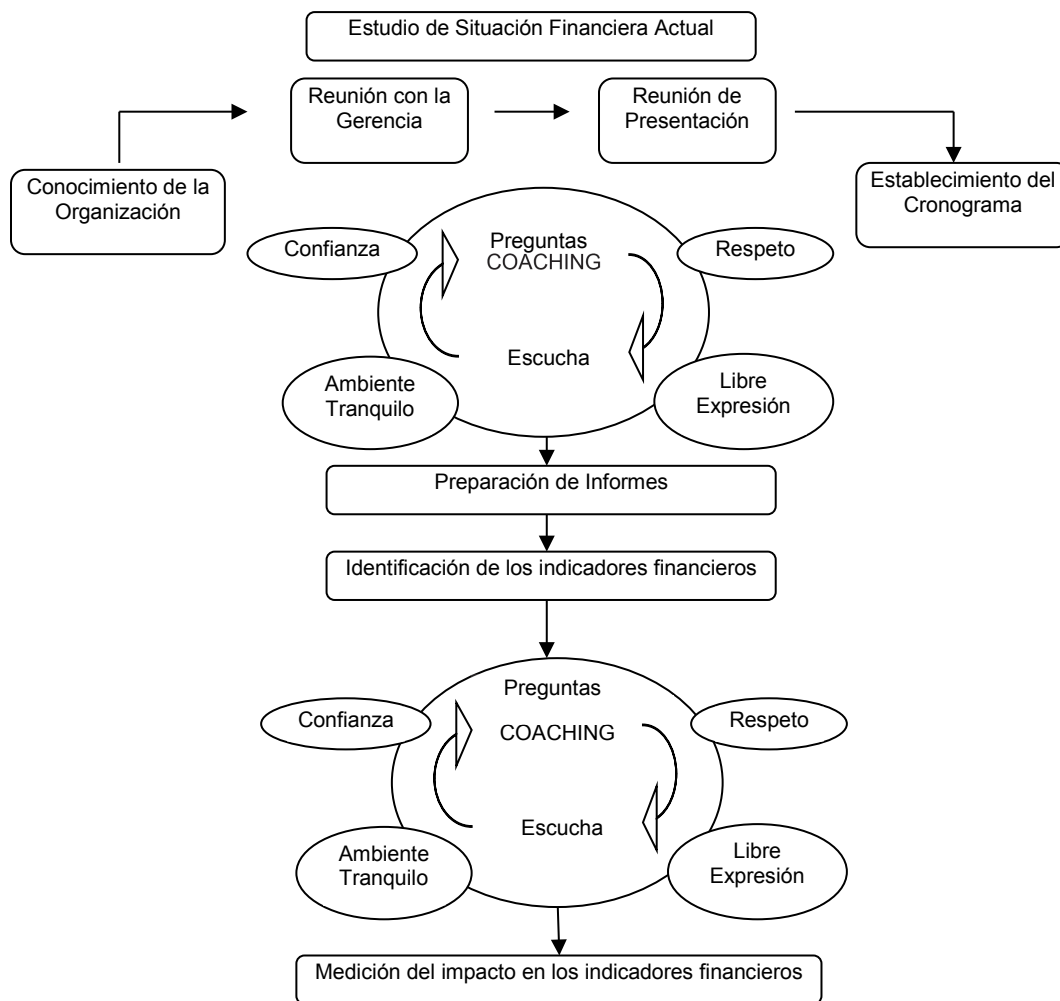 Estudio de Situación Financiera Actual
Reunión con la
Gerencia
Reunión de
Presentación
Conocimiento de la
Organización
Establecimiento del
Cronograma
Confianza
Preguntas
COACHING
Respeto
Escucha
Ambiente
Tranquilo
Libre
Expresión
Preparación de Informes
Identificación de los indicadores financieros
Preguntas
Confianza
COACHING
Respeto
Escucha
Ambiente
Tranquilo
Libre
Expresión
Medición del impacto en los indicadores financieros